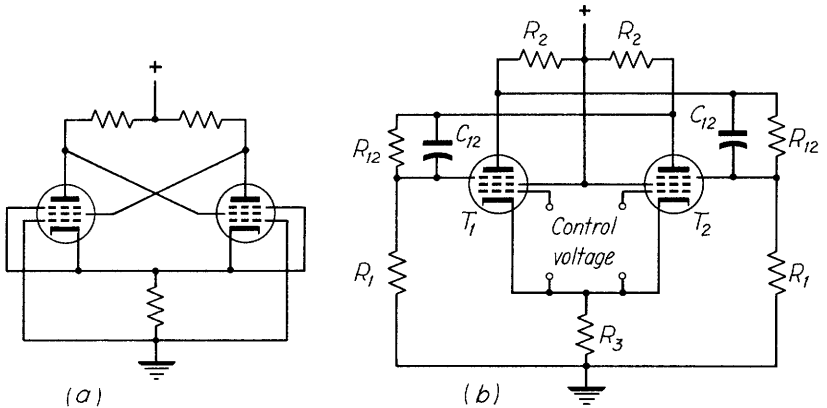 +
(a)
+
R₂ R₂
C₁₂ C₁₂
R₁₂ R₁₂
T₁ Control T₂
voltage
R₁ R₁
R₃
(b)